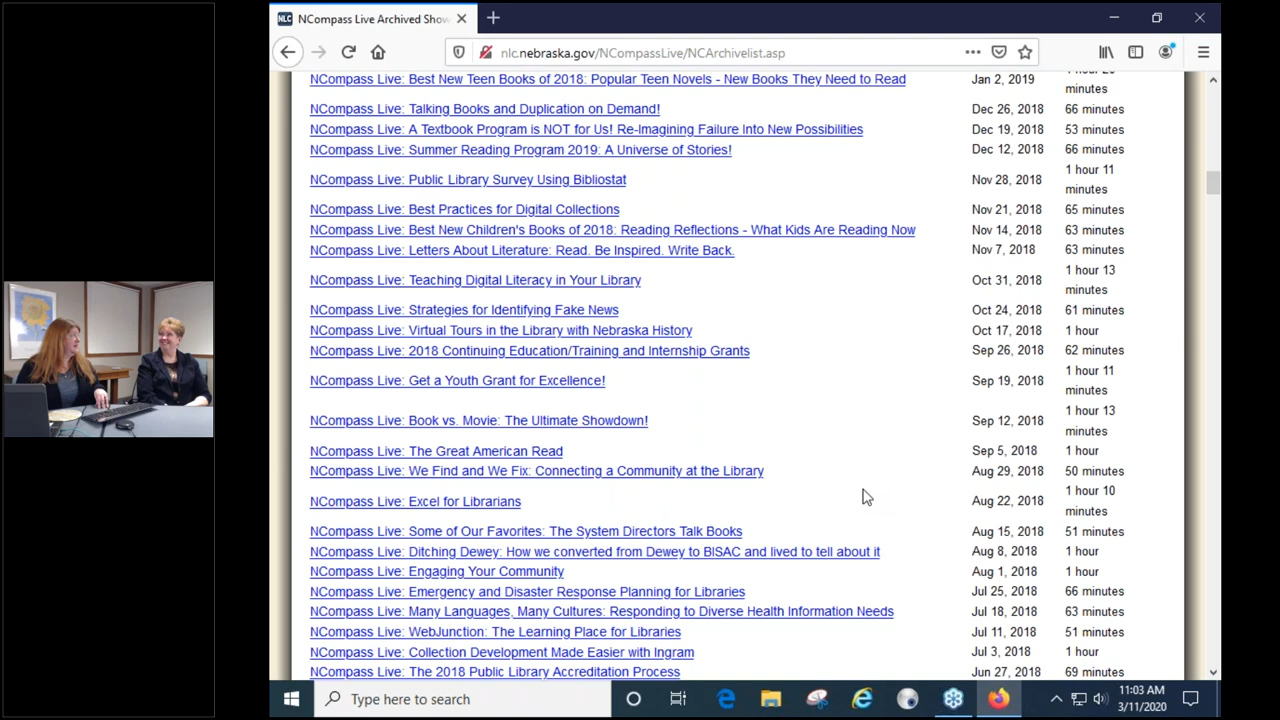 NLC NCompass Live Archived Show
nlc.nebraska.gov/NCompassLive/NCArchivelist.asp
NCompass Live: Best New Teen Books of 2018: Popular Teen Novels - New Books They Need to Read Jan 2, 2019
minutes
NCompass Live: Talking Books and Duplication on Demand! Dec 26, 2018 66 minutes
NCompass Live: A Textbook Program is NOT for Us! Re-Imagining Failure Into New Possibilities Dec 19, 2018 53 minutes
NCompass Live: Summer Reading Program 2019: A Universe of Stories! Dec 12, 2018 66 minutes
NCompass Live: Public Library Survey Using Bibliostat Nov 28, 2018 1 hour 11
minutes
NCompass Live: Best Practices for Digital Collections Nov 21, 2018 65 minutes
NCompass Live: Best New Children's Books of 2018: Reading Reflections - What Kids Are Reading Now Nov 14, 2018 63 minutes
NCompass Live: Letters About Literature: Read. Be Inspired. Write Back. Nov 7, 2018 63 minutes
NCompass Live: Teaching Digital Literacy in Your Library Oct 31, 2018 1 hour 13
minutes
NCompass Live: Strategies for Identifying Fake News Oct 24, 2018 61 minutes
NCompass Live: Virtual Tours in the Library with Nebraska History Oct 17, 2018 1 hour
NCompass Live: 2018 Continuing Education/Training and Internship Grants Sep 26, 2018 62 minutes
NCompass Live: Get a Youth Grant for Excellence! Sep 19, 2018 1 hour 11
minutes
NCompass Live: Book vs. Movie: The Ultimate Showdown! Sep 12, 2018 1 hour 13
minutes
NCompass Live: The Great American Read Sep 5, 2018 1 hour
NCompass Live: We Find and We Fix: Connecting a Community at the Library Aug 29, 2018 50 minutes
NCompass Live: Excel for Librarians Aug 22, 2018 1 hour 10
minutes
NCompass Live: Some of Our Favorites: The System Directors Talk Books Aug 15, 2018 51 minutes
NCompass Live: Ditching Dewey: How we converted from Dewey to BISAC and lived to tell about it Aug 8, 2018 1 hour
NCompass Live: Engaging Your Community Aug 1, 2018 1 hour
NCompass Live: Emergency and Disaster Response Planning for Libraries Jul 25, 2018 66 minutes
NCompass Live: Many Languages, Many Cultures: Responding to Diverse Health Information Needs Jul 18, 2018 63 minutes
NCompass Live: WebJunction: The Learning Place for Libraries Jul 11, 2018 51 minutes
NCompass Live: Collection Development Made Easier with Ingram Jul 3, 2018 1 hour
NCompass Live: The 2018 Public Library Accreditation Process Jun 27, 2018 69 minutes
Type here to search
11:03 AM
3/11/2020